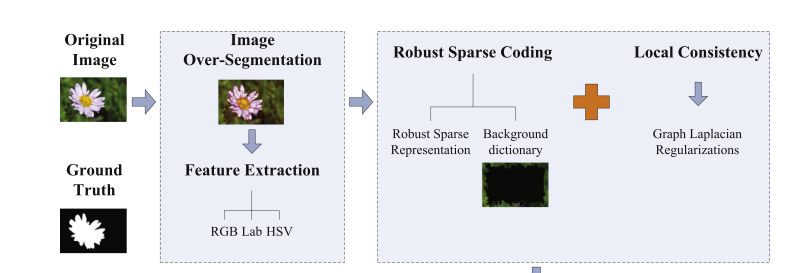 Original
Image
Image
Over-Segmentation
Feature Extraction
RGB Lab HSV
Ground
Truth
Robust Sparse Coding
Robust Sparse
Representation
Background
dictionary
Local Consistency
Graph Laplacian
Regularizations